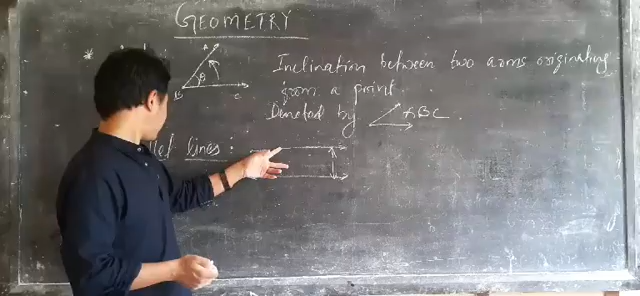 GEOMETRY
A
B
B C
Inclination between two arms originating
from a point.
Denoted by ABC.
lines :